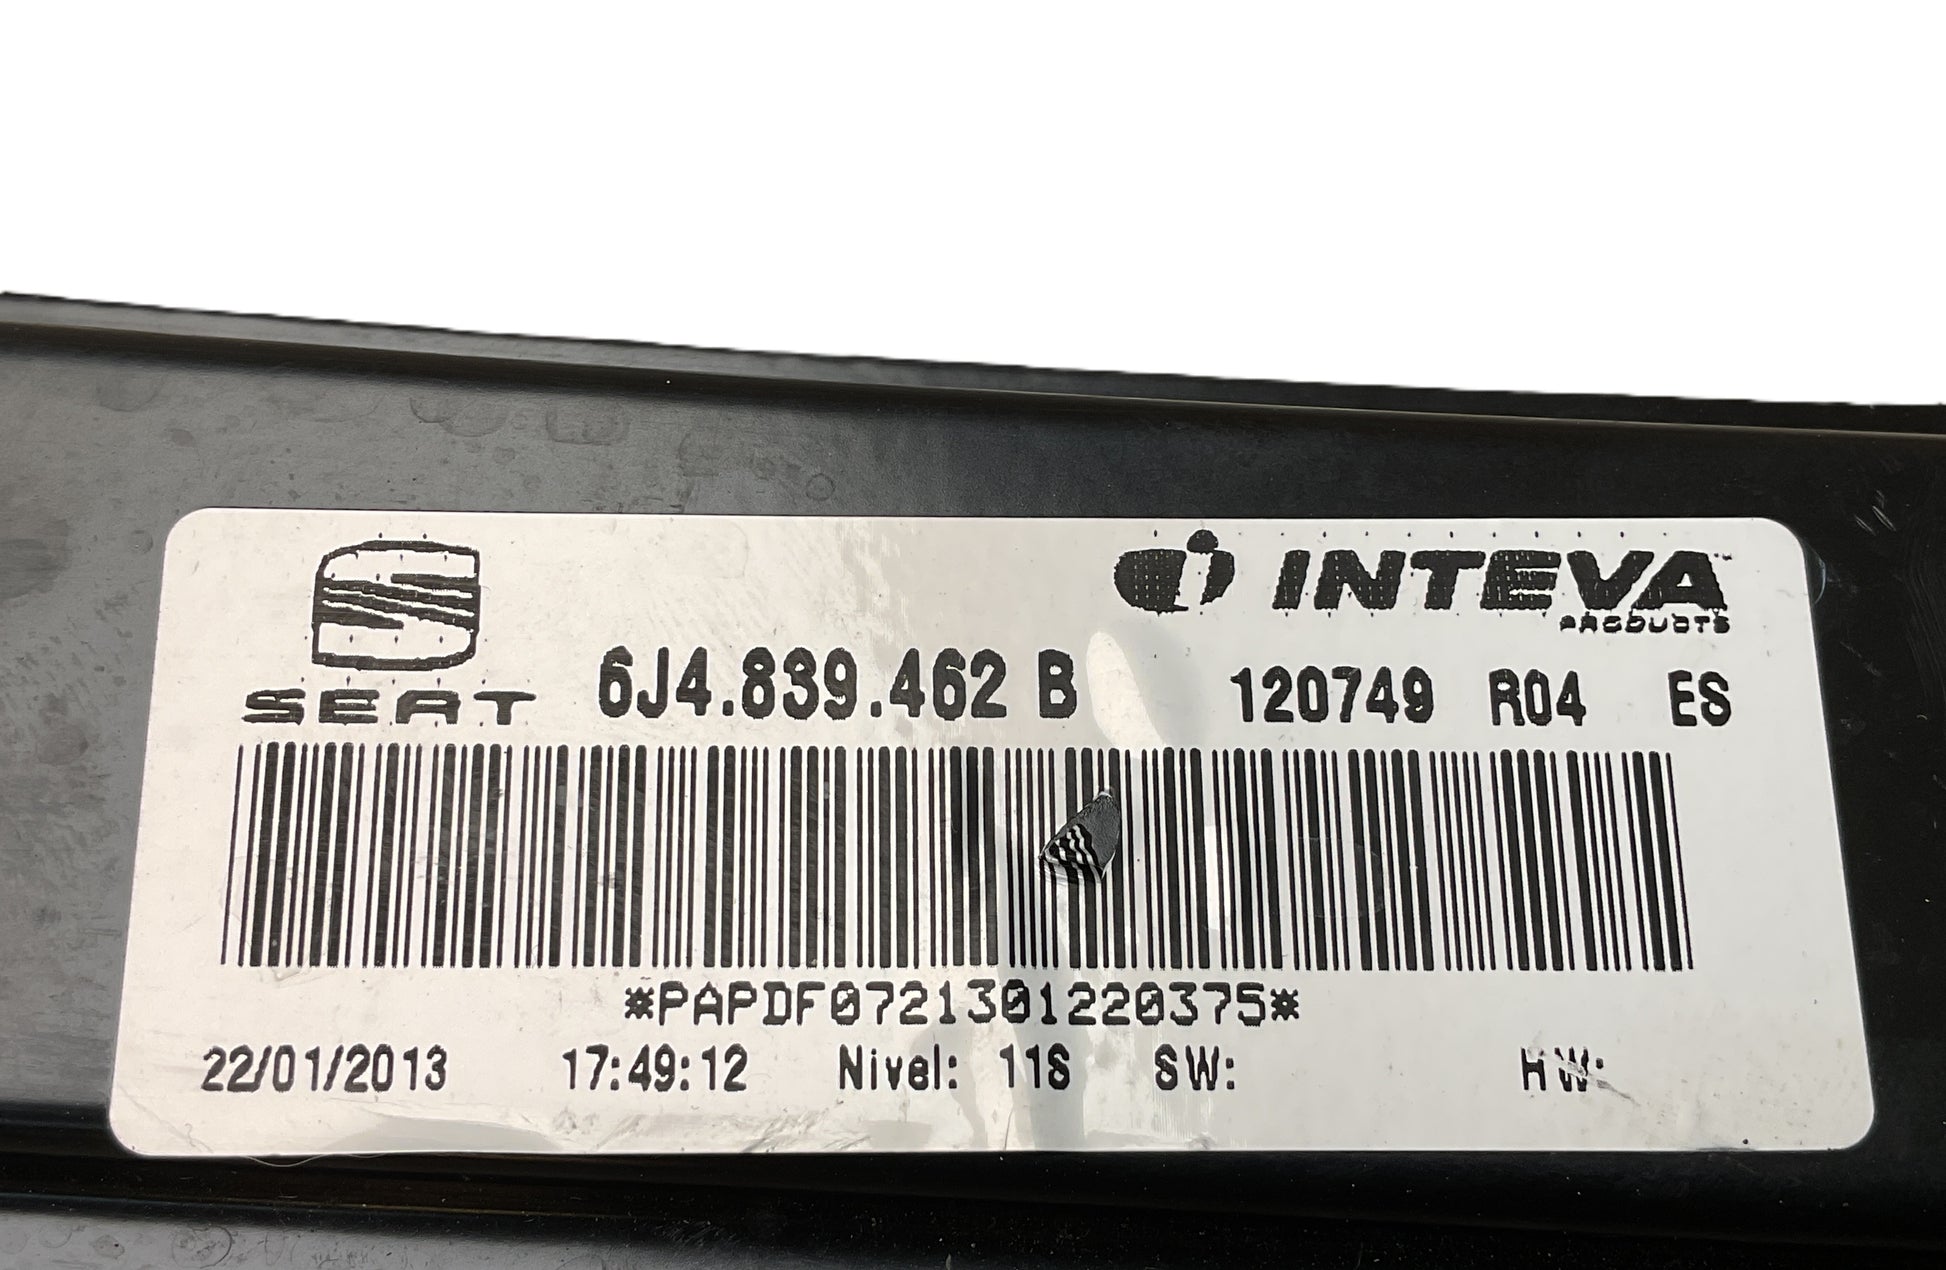 SEAT
INTEVA™
PRODUCTS
6J4.839.462 B 120749 R04 ES
*PAPDF0721301220375*
22/01/2013 17:49:12 Nivel: 11S SW: HW: